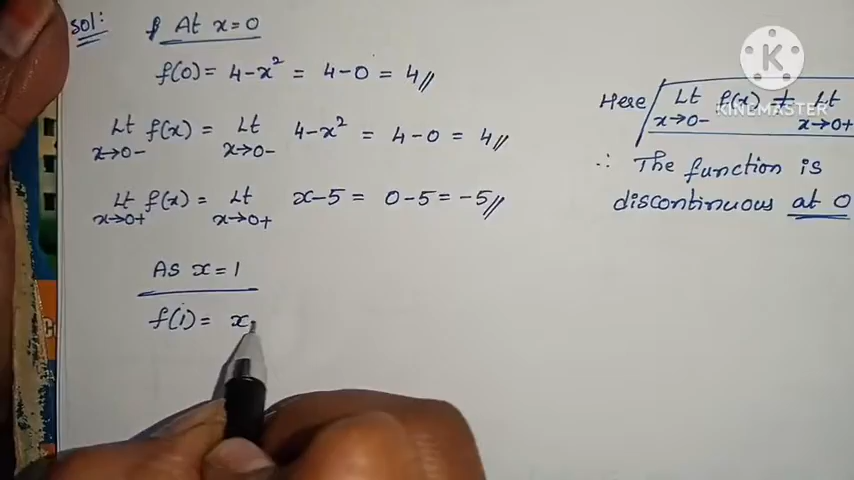 sol:
At x=0
f(0) = 4-x² = 4-0 = 4//
Lt f(x) = Lt 4-x² = 4-0 = 4//
x→0- x→0-
Lt f(x) = Lt x-5 = 0-5 = -5//
x→0+ x→0+
As x=1
f(1) = x
Here Lt f(x) ≠ Lt
x→0- x→0+
∴ The function is
discontinuous at 0
KINEMASTER